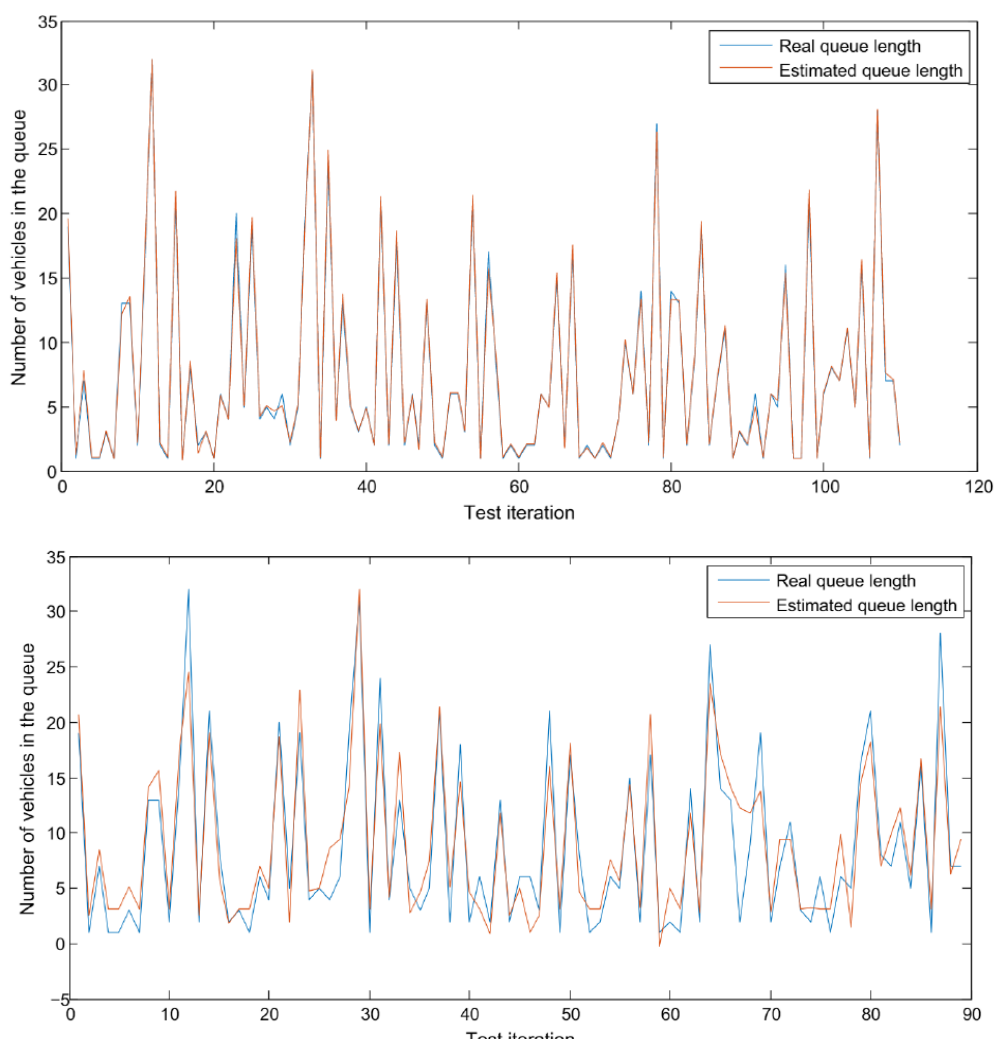 35
Real queue length
Estimated queue length
30
25
20
15
10
5
0
Number of vehicles in the queue
0 20 40 60 80 100 120
Test iteration
35
Real queue length
Estimated queue length
30
25
20
15
10
5
0
−5
Number of vehicles in the queue
0 10 20 30 40 50 60 70 80 90
Test iteration